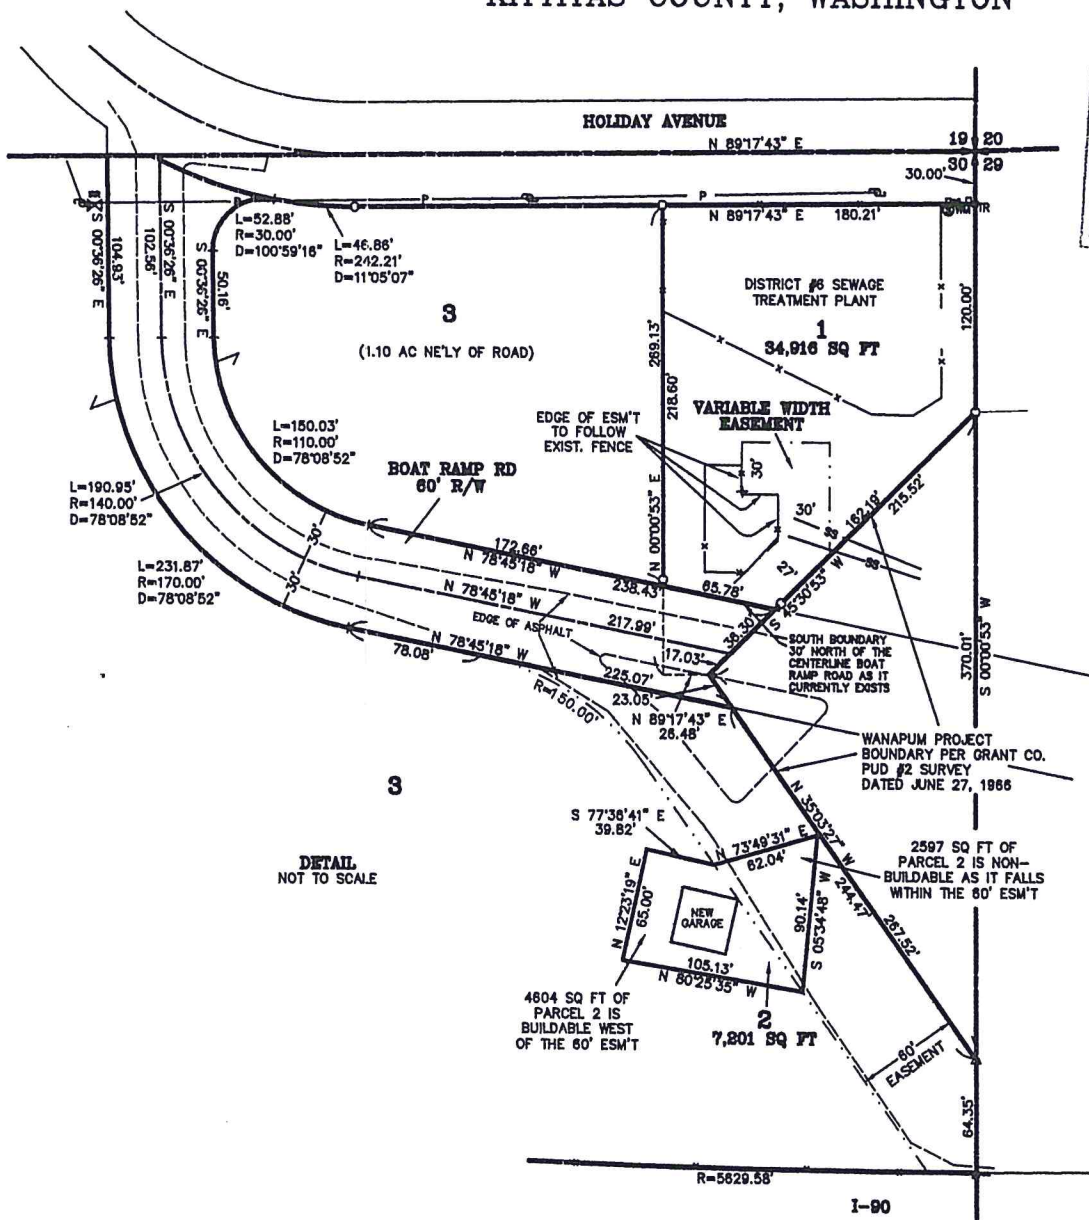 KITTITAS COUNTY, WASHINGTON
HOLIDAY AVENUE
N 89°17'43" E
19 20
30 29
30.00'
P
P
P
N 89°17'43" E
180.21'
WM
TR
L=52.88'
R=30.00'
D=100°59'16"
L=46.86'
R=242.21'
D=11°05'07"
S 00°36'26" E
104.93'
S 00°36'26" E
102.56'
S 00°36'26" E
50.16'
3
(1.10 AC NE'LY OF ROAD)
DISTRICT #6 SEWAGE
TREATMENT PLANT
1
34,916 SQ FT
120.00'
269.13'
218.60'
N 00°00'53" E
EDGE OF ESM'T
TO FOLLOW
EXIST. FENCE
VARIABLE WIDTH
EASEMENT
30'
30'
27'
162.19'
215.52'
S 45°30'53" W
SS
SS
L=150.03'
R=110.00'
D=78°08'52"
BOAT RAMP RD
60' R/W
L=190.95'
R=140.00'
D=78°08'52"
L=231.87'
R=170.00'
D=78°08'52"
30'
30'
172.66'
N 78°45'18" W
238.43'
65.78'
N 78°45'18" W
217.99'
EDGE OF ASPHALT
N 78°45'18" W
78.08'
36.30'
17.03'
225.07'
23.05'
N 89°17'43" E
26.48'
R=150.00'
SOUTH BOUNDARY
30' NORTH OF THE
CENTERLINE BOAT
RAMP ROAD AS IT
CURRENTLY EXISTS
370.01'
S 00°00'53" W
WANAPUM PROJECT
BOUNDARY PER GRANT CO.
PUD #2 SURVEY
DATED JUNE 27, 1966
3
DETAIL
NOT TO SCALE
S 77°36'41" E
39.82'
N 73°49'31" E
62.04'
N 35°03'27" W
244.47'
267.52'
2597 SQ FT OF
PARCEL 2 IS NON-
BUILDABLE AS IT FALLS
WITHIN THE 60' ESM'T
N 12°23'19" E
65.00'
NEW
GARAGE
90.14'
S 05°34'48" W
105.13'
N 80°25'35" W
4604 SQ FT OF
PARCEL 2 IS
BUILDABLE WEST
OF THE 60' ESM'T
2
7,201 SQ FT
60'
EASEMENT
64.35'
R=5629.58'
I-90